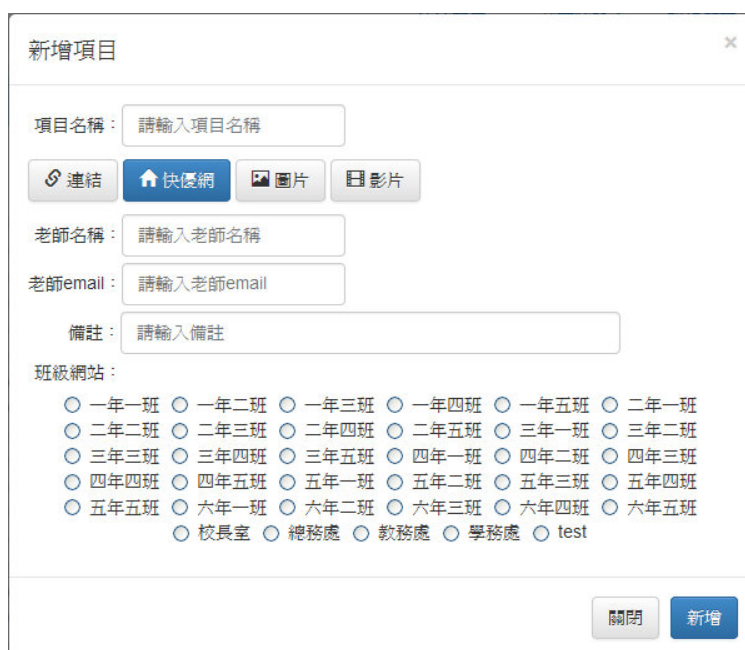 新增項目 ×
項目名稱： 請輸入項目名稱
連結 快優網 圖片 影片
老師名稱： 請輸入老師名稱
老師email： 請輸入老師email
備註： 請輸入備註
班級網站：
一年一班 一年二班 一年三班 一年四班 一年五班 二年一班
二年二班 二年三班 二年四班 二年五班 三年一班 三年二班
三年三班 三年四班 三年五班 四年一班 四年二班 四年三班
四年四班 四年五班 五年一班 五年二班 五年三班 五年四班
五年五班 六年一班 六年二班 六年三班 六年四班 六年五班
校長室 總務處 教務處 學務處 test
關閉 新增